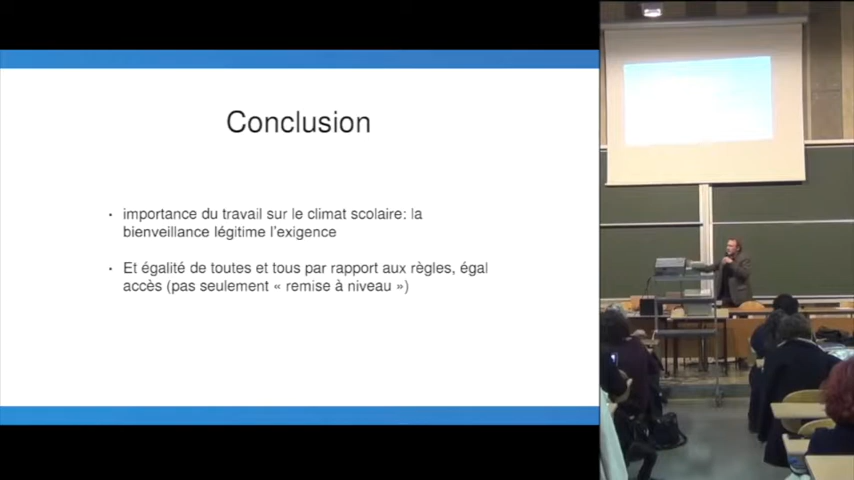 Conclusion
importance du travail sur le climat scolaire: la
bienveillance légitime l'exigence
Et égalité de toutes et tous par rapport aux règles, égal
accès (pas seulement « remise à niveau »)